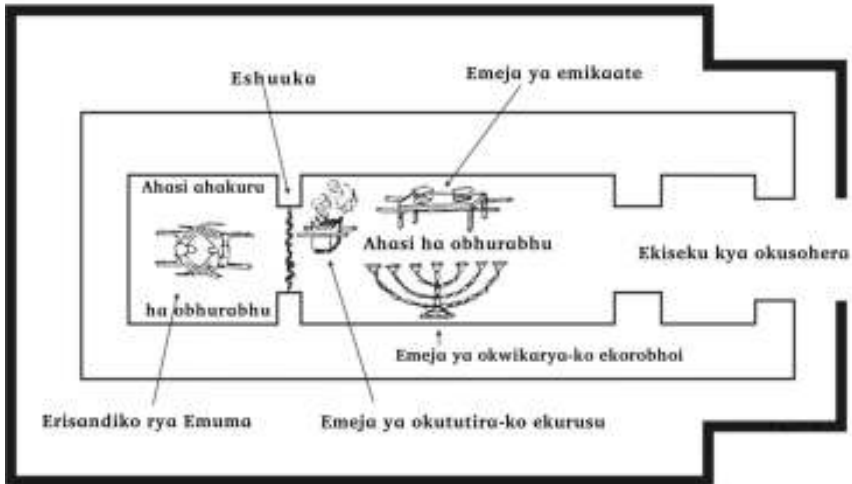 Eshuuka
Emeja ya emikaate
Ahasi ahakuru
Ahasi ha obhurabhu
Ekiseku kya okusohera
ha obhurabhu
Emeja ya okwikarya-ko ekorobhoi
Erisandiko rya Emuma
Emeja ya okututira-ko ekurusu